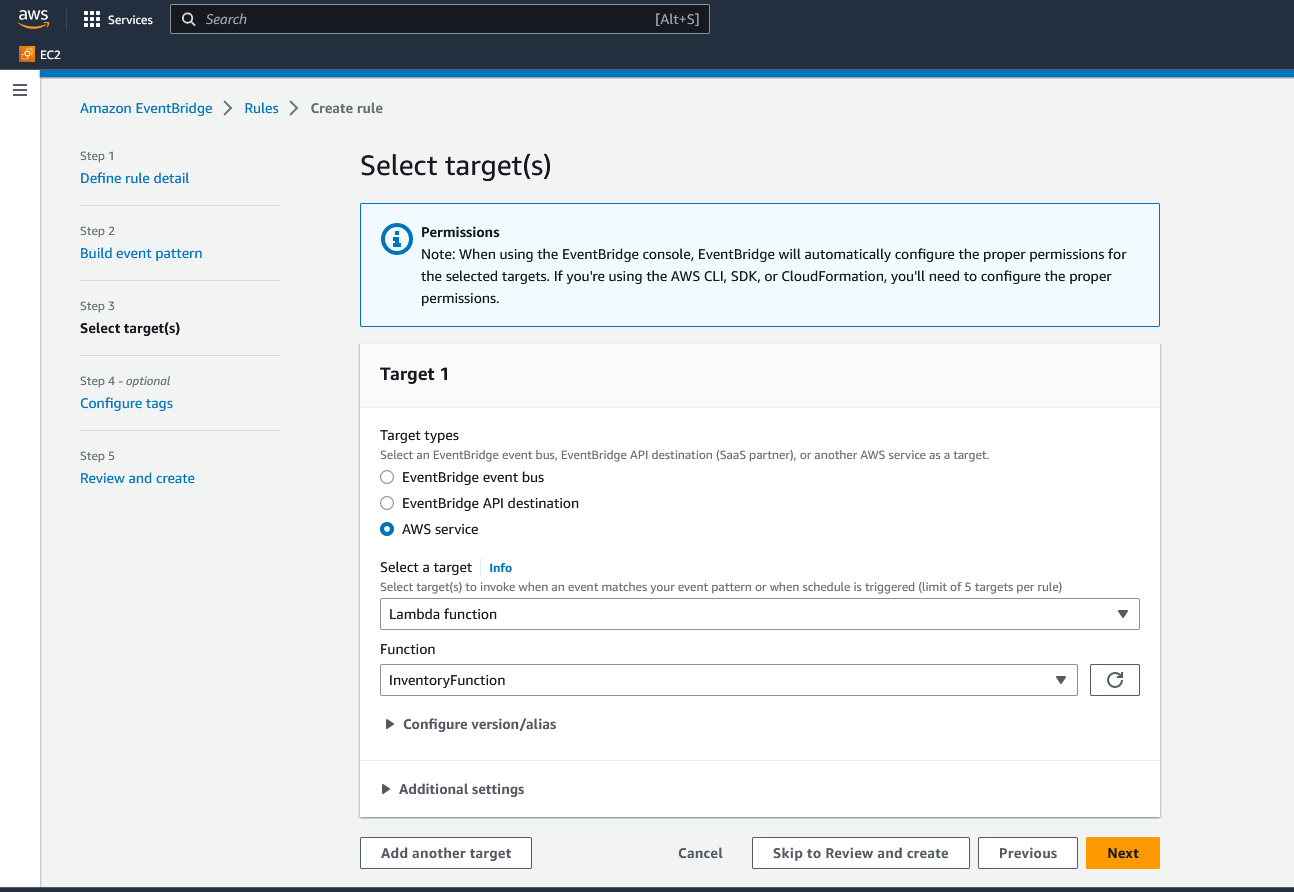 aws
Services
Search
[Alt+S]
EC2
Amazon EventBridge
Rules
Create rule
Step 1
Define rule detail
Step 2
Build event pattern
Step 3
Select target(s)
Step 4 - optional
Configure tags
Step 5
Review and create
Select target(s)
Permissions
Note: When using the EventBridge console, EventBridge will automatically configure the proper permissions for
the selected targets. If you're using the AWS CLI, SDK, or CloudFormation, you'll need to configure the proper
permissions.
Target 1
Target types
Select an EventBridge event bus, EventBridge API destination (SaaS partner), or another AWS service as a target.
EventBridge event bus
EventBridge API destination
AWS service
Select a target
Info
Select target(s) to invoke when an event matches your event pattern or when schedule is triggered (limit of 5 targets per rule)
Lambda function
Function
InventoryFunction
Configure version/alias
Additional settings
Add another target
Cancel
Skip to Review and create
Previous
Next